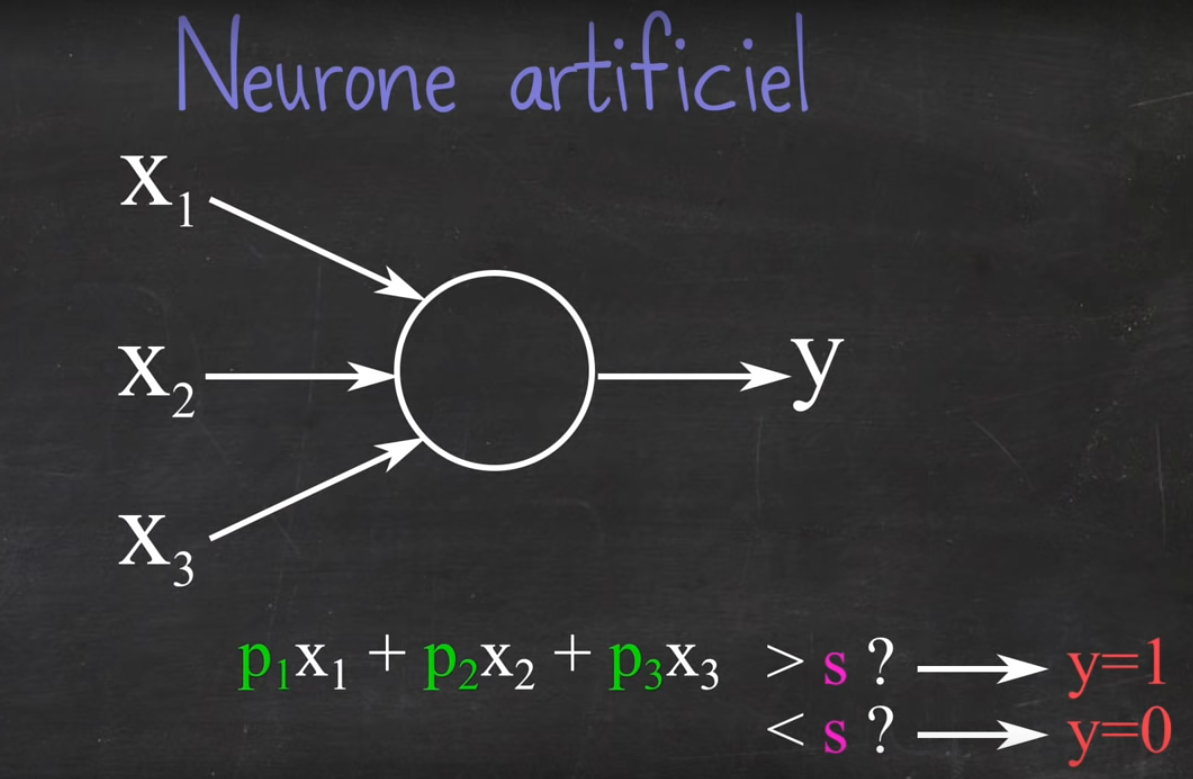 Neurone artificiel
x₁
x₂
y
x₃
p₁x₁ + p₂x₂ + p₃x₃ > s ? → y=1
< s ? → y=0